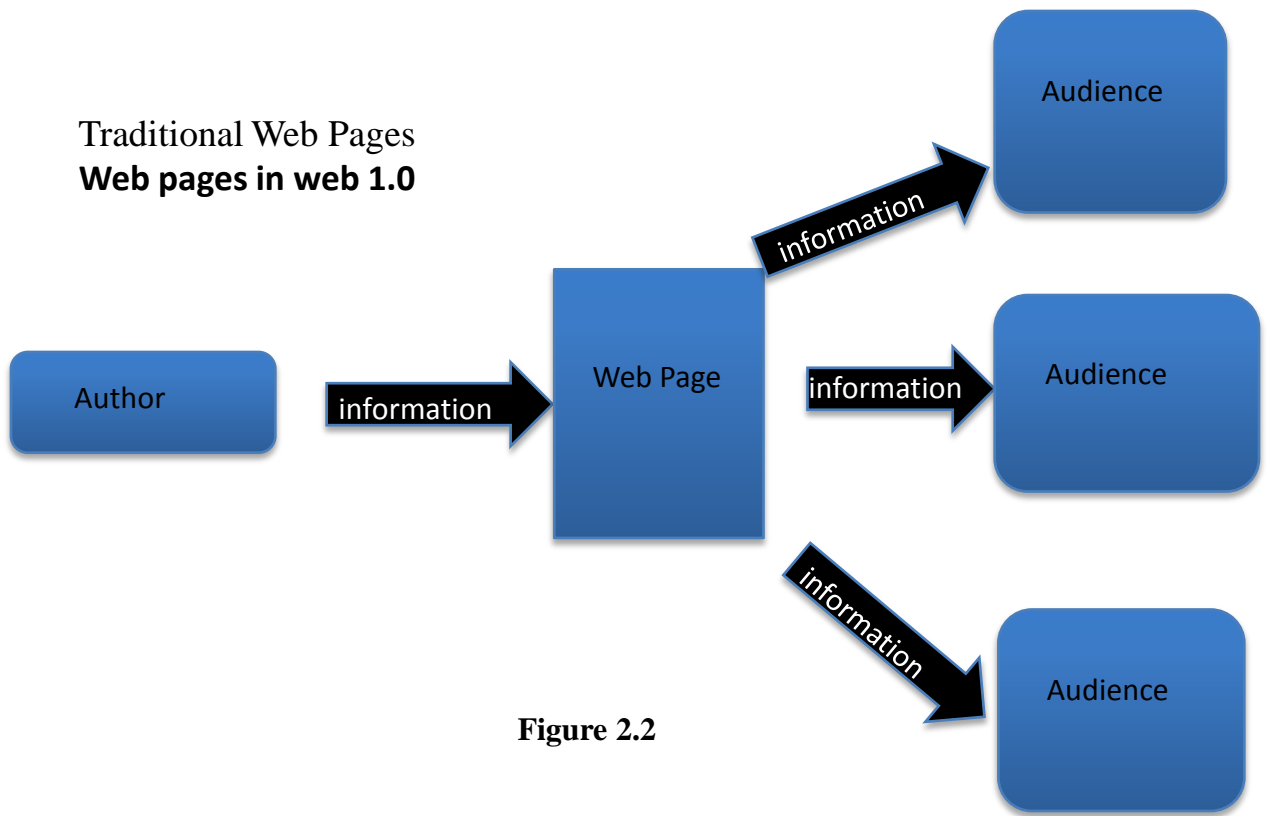 Traditional Web Pages
Web pages in web 1.0
Author
information
Web Page
information
Audience
information
Audience
information
Audience
Figure 2.2